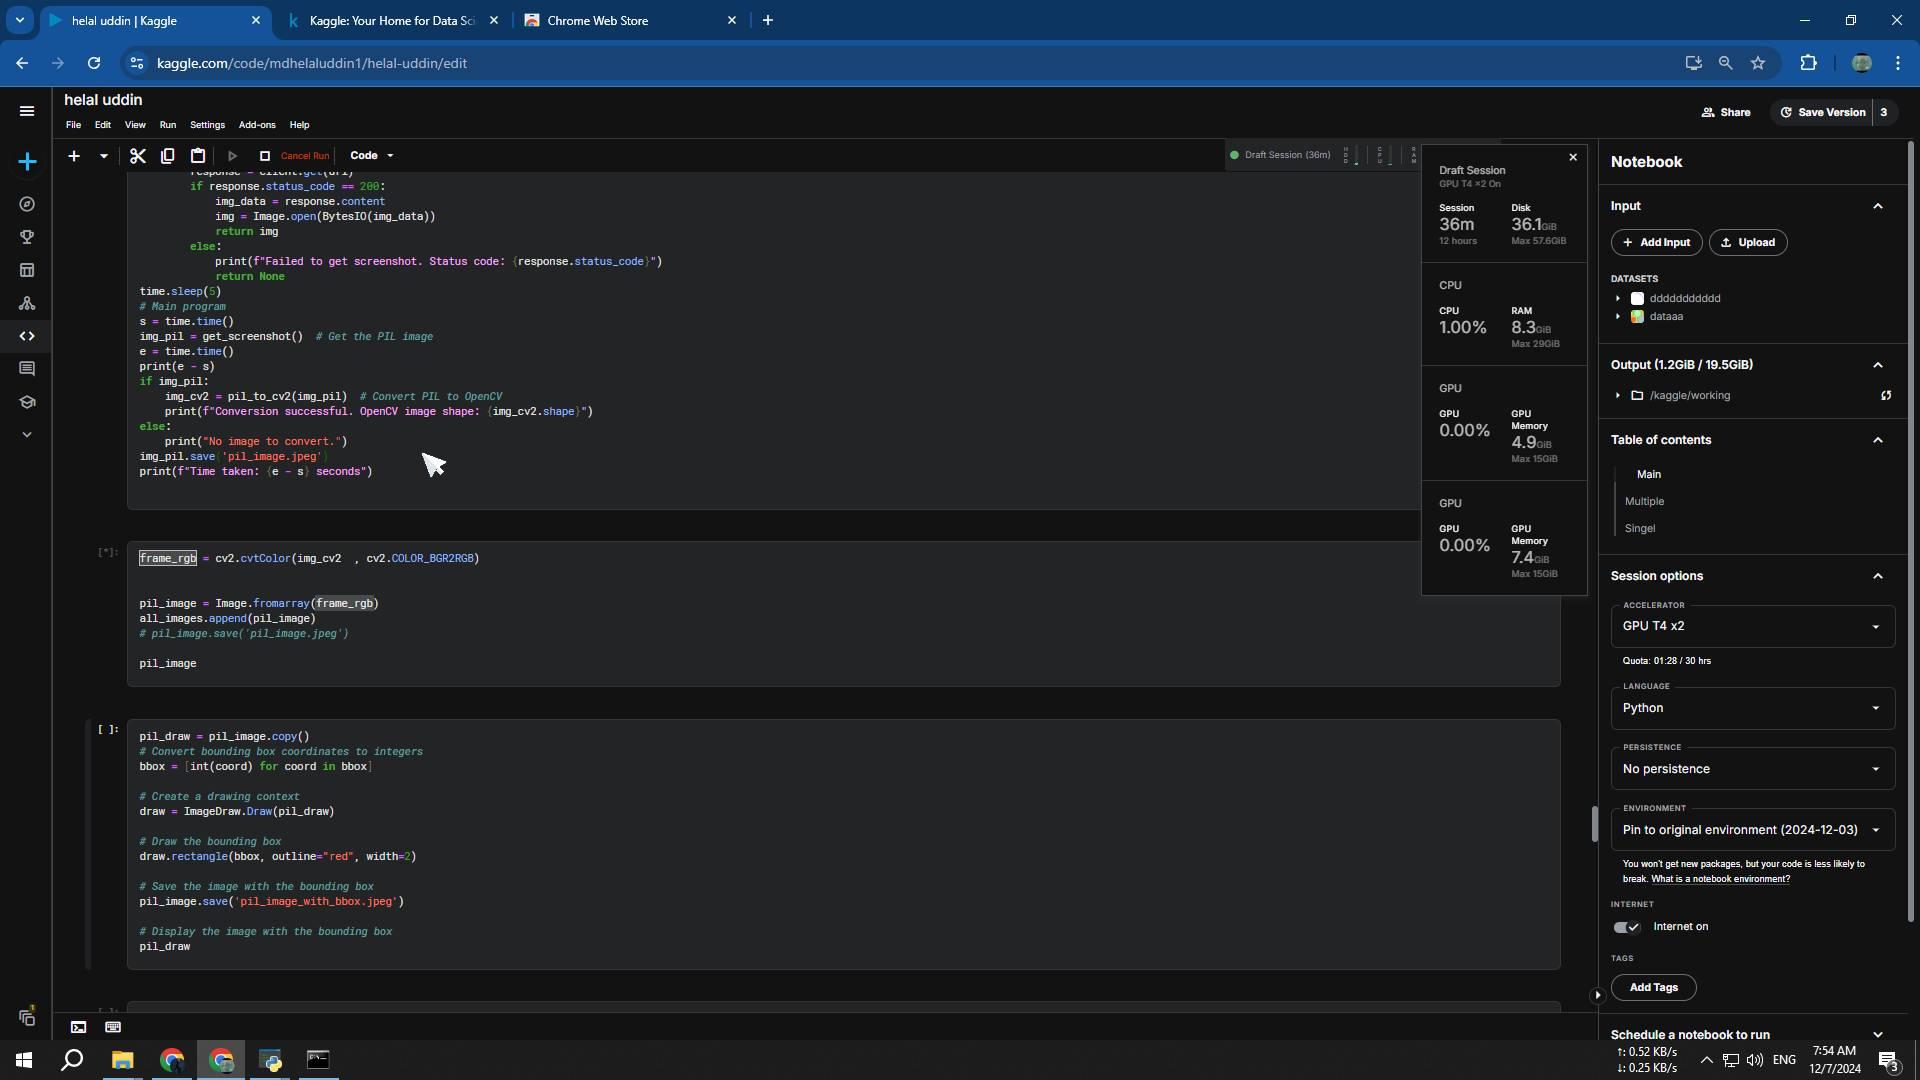 helal uddin | Kaggle
Kaggle: Your Home for Data Sci
Chrome Web Store
kaggle.com/code/mdhelaluddin1/helal-uddin/edit
helal uddin
Share
Save Version
3
File Edit View Run Settings Add-ons Help
Cancel Run
Code
Draft Session (36m)
HDD
CPU
RAM
response = client.get(url)
if response.status_code == 200:
img_data = response.content
img = Image.open(BytesIO(img_data))
return img
else:
print(f"Failed to get screenshot. Status code: {response.status_code}")
return None
time.sleep(5)
# Main program
s = time.time()
img_pil = get_screenshot()  # Get the PIL image
e = time.time()
print(e - s)
if img_pil:
img_cv2 = pil_to_cv2(img_pil)  # Convert PIL to OpenCV
print(f"Conversion successful. OpenCV image shape: {img_cv2.shape}")
else:
print("No image to convert.")
img_pil.save('pil_image.jpeg')
print(f"Time taken: {e - s} seconds")
[*]:
frame_rgb = cv2.cvtColor(img_cv2  , cv2.COLOR_BGR2RGB)
pil_image = Image.fromarray(frame_rgb)
all_images.append(pil_image)
# pil_image.save('pil_image.jpeg')
pil_image
[ ]:
pil_draw = pil_image.copy()
# Convert bounding box coordinates to integers
bbox = [int(coord) for coord in bbox]
# Create a drawing context
draw = ImageDraw.Draw(pil_draw)
# Draw the bounding box
draw.rectangle(bbox, outline="red", width=2)
# Save the image with the bounding box
pil_image.save('pil_image_with_bbox.jpeg')
# Display the image with the bounding box
pil_draw
[ ]:
Draft Session
GPU T4 x2 On
Session
36m
12 hours
Disk
36.1GiB
Max 57.6GiB
CPU
CPU
1.00%
RAM
8.3GiB
Max 29GiB
GPU
GPU
0.00%
GPU
Memory
4.9GiB
Max 15GiB
GPU
GPU
0.00%
GPU
Memory
7.4GiB
Max 15GiB
Notebook
Input
Add Input
Upload
DATASETS
ddddddddddd
dataaa
Output (1.2GiB / 19.5GiB)
/kaggle/working
Table of contents
Main
Multiple
Singel
Session options
ACCELERATOR
GPU T4 x2
Quota: 01:28 / 30 hrs
LANGUAGE
Python
PERSISTENCE
No persistence
ENVIRONMENT
Pin to original environment (2024-12-03)
You won't get new packages, but your code is less likely to
break. What is a notebook environment?
INTERNET
Internet on
TAGS
Add Tags
Schedule a notebook to run
1
↑: 0.52 KB/s
↓: 0.25 KB/s
ENG
7:54 AM
12/7/2024
3